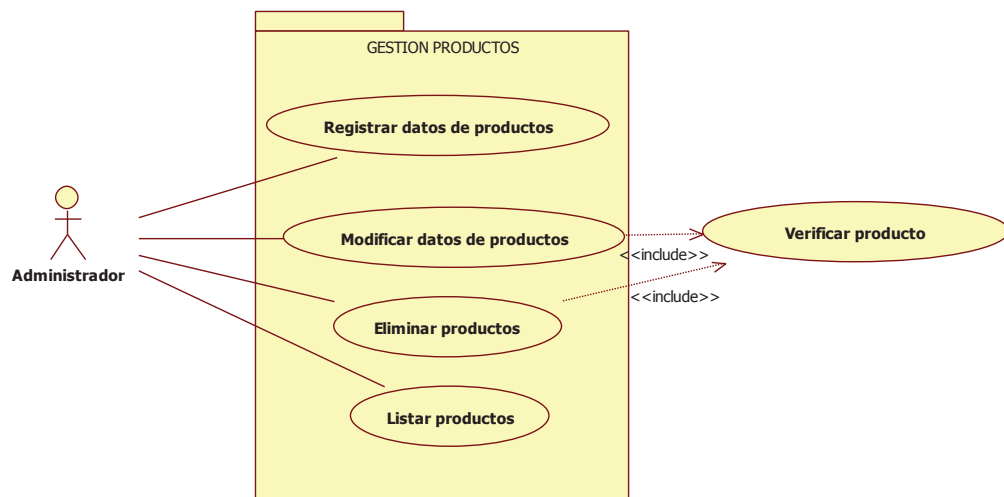 GESTION PRODUCTOS
Registrar datos de productos
Modificar datos de productos
Verificar producto
<<include>>
Administrador
<<include>>
Eliminar productos
Listar productos